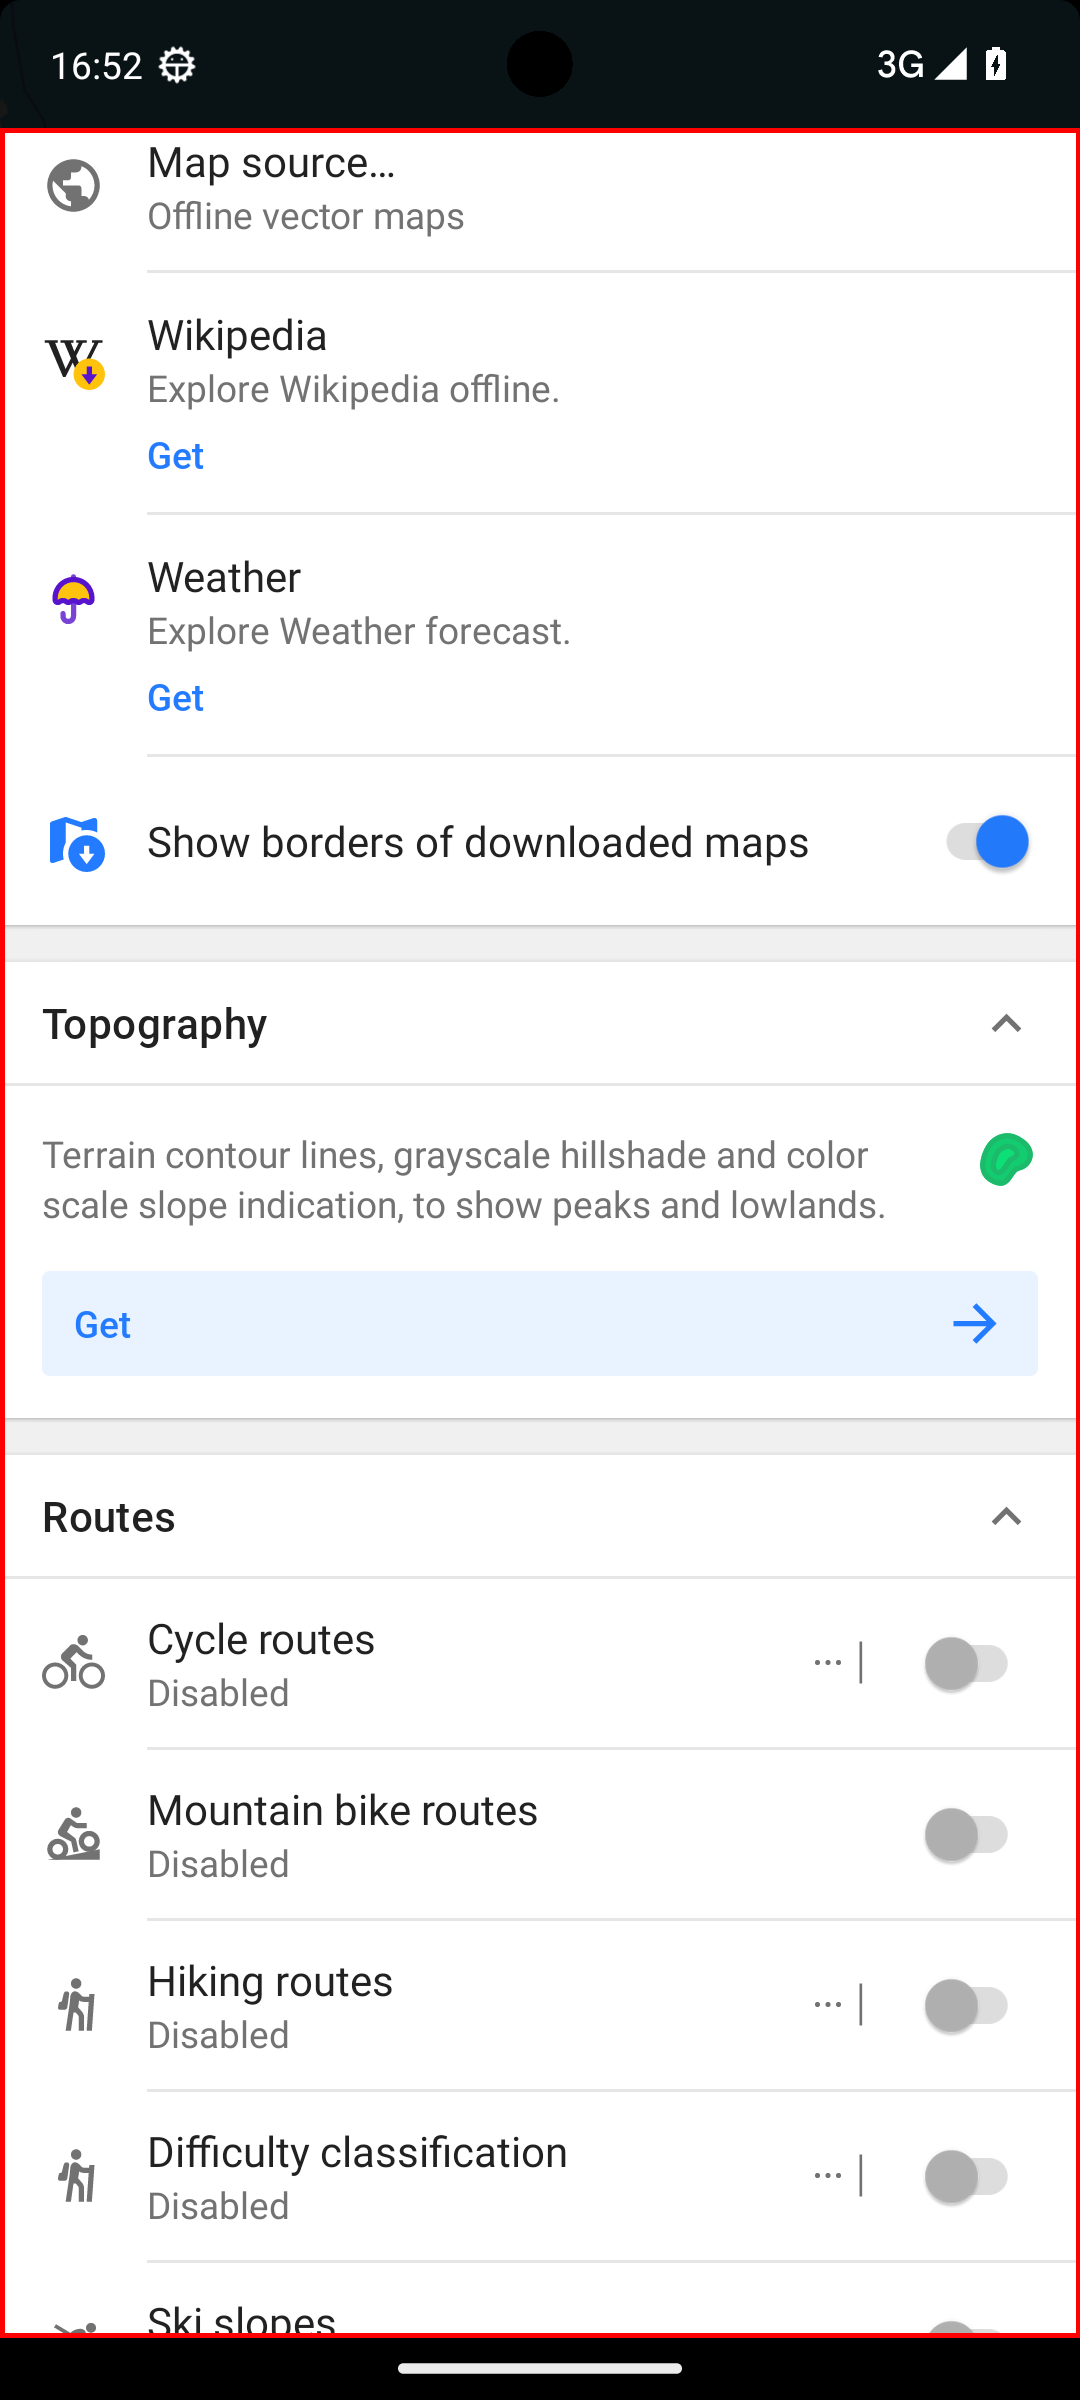 16:52
3G
Map source…
Offline vector maps
Wikipedia
Explore Wikipedia offline.
Get
Weather
Explore Weather forecast.
Get
Show borders of downloaded maps
Topography
Terrain contour lines, grayscale hillshade and color
scale slope indication, to show peaks and lowlands.
Get
Routes
Cycle routes
Disabled
Mountain bike routes
Disabled
Hiking routes
Disabled
Difficulty classification
Disabled
Ski slopes